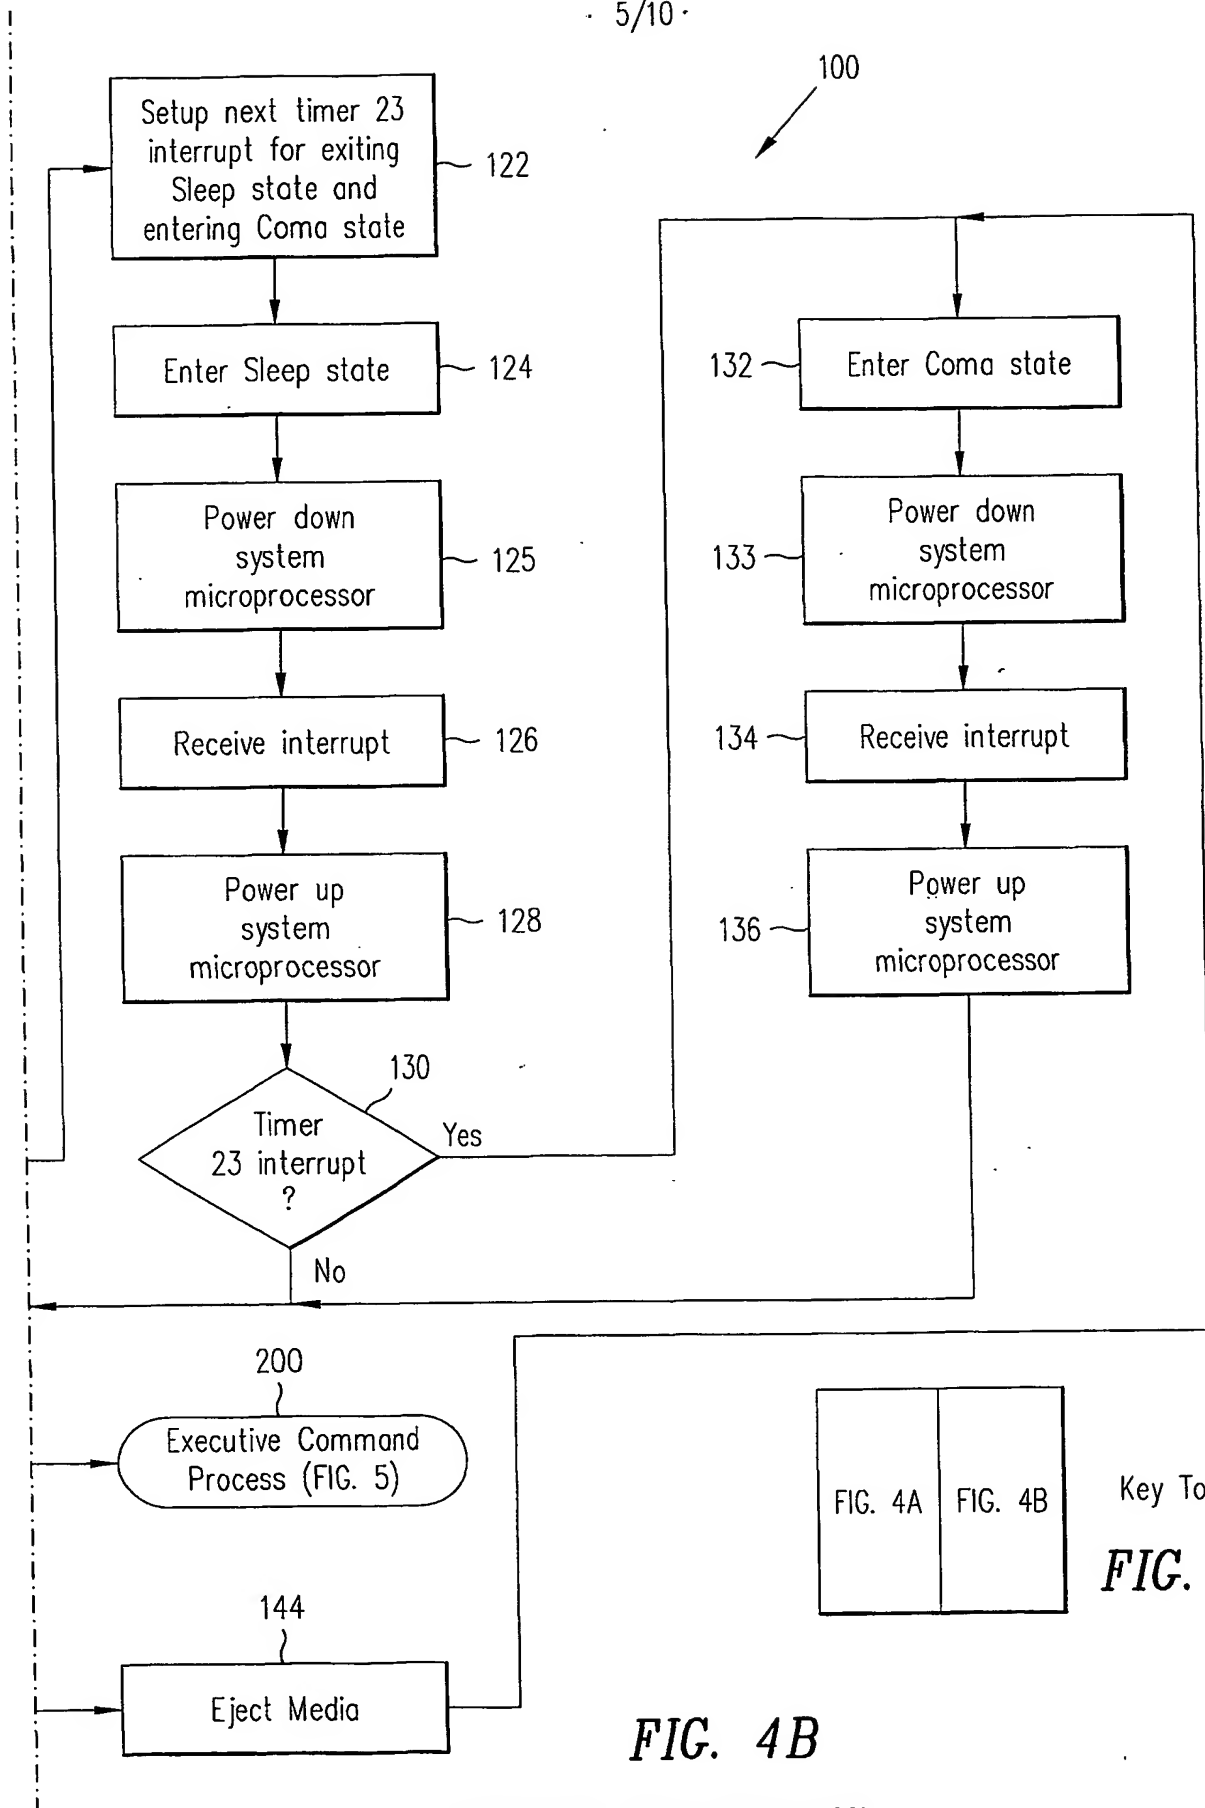 5/10
100
Setup next timer 23
interrupt for exiting
Sleep state and
entering Coma state
122
Enter Sleep state
124
132
Enter Coma state
Power down
system
microprocessor
125
133
Power down
system
microprocessor
Receive interrupt
126
134
Receive interrupt
Power up
system
microprocessor
128
136
Power up
system
microprocessor
130
Timer
23 interrupt
?
Yes
No
200
Executive Command
Process (FIG. 5)
FIG. 4A
FIG. 4B
Key To
FIG.
144
Eject Media
FIG. 4B